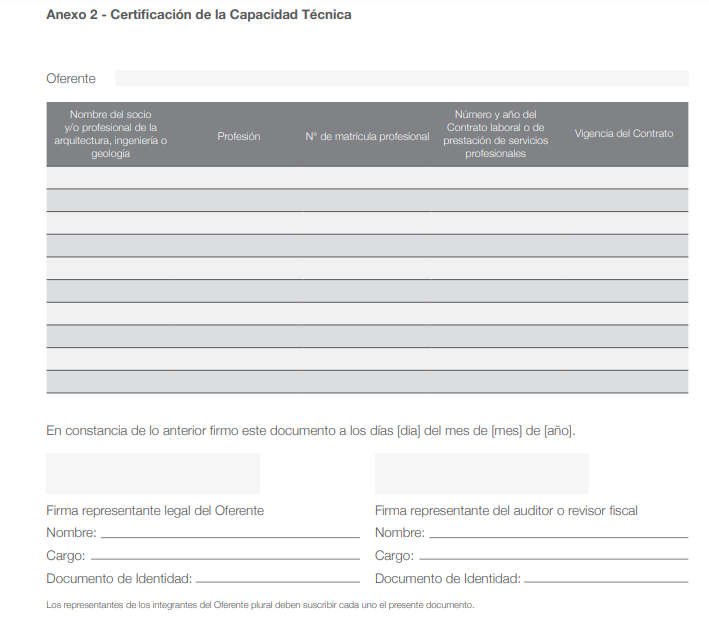 Anexo 2 - Certificación de la Capacidad Técnica
Oferente
Nombre del socio
y/o profesional de la
arquitectura, ingeniería o
geología
Profesión
N° de matrícula profesional
Número y año del
Contrato laboral o de
prestación de servicios
profesionales
Vigencia del Contrato
En constancia de lo anterior firmo este documento a los días [dia] del mes de [mes] de [año].
Firma representante legal del Oferente
Nombre:
Cargo:
Documento de Identidad:
Firma representante del auditor o revisor fiscal
Nombre:
Cargo:
Documento de Identidad:
Los representantes de los integrantes del Oferente plural deben suscribir cada uno el presente documento.